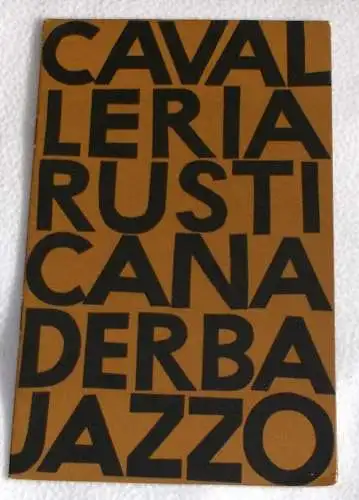 CAVAL
LERIA
RUSTI
CANA
DERBA
JAZZO